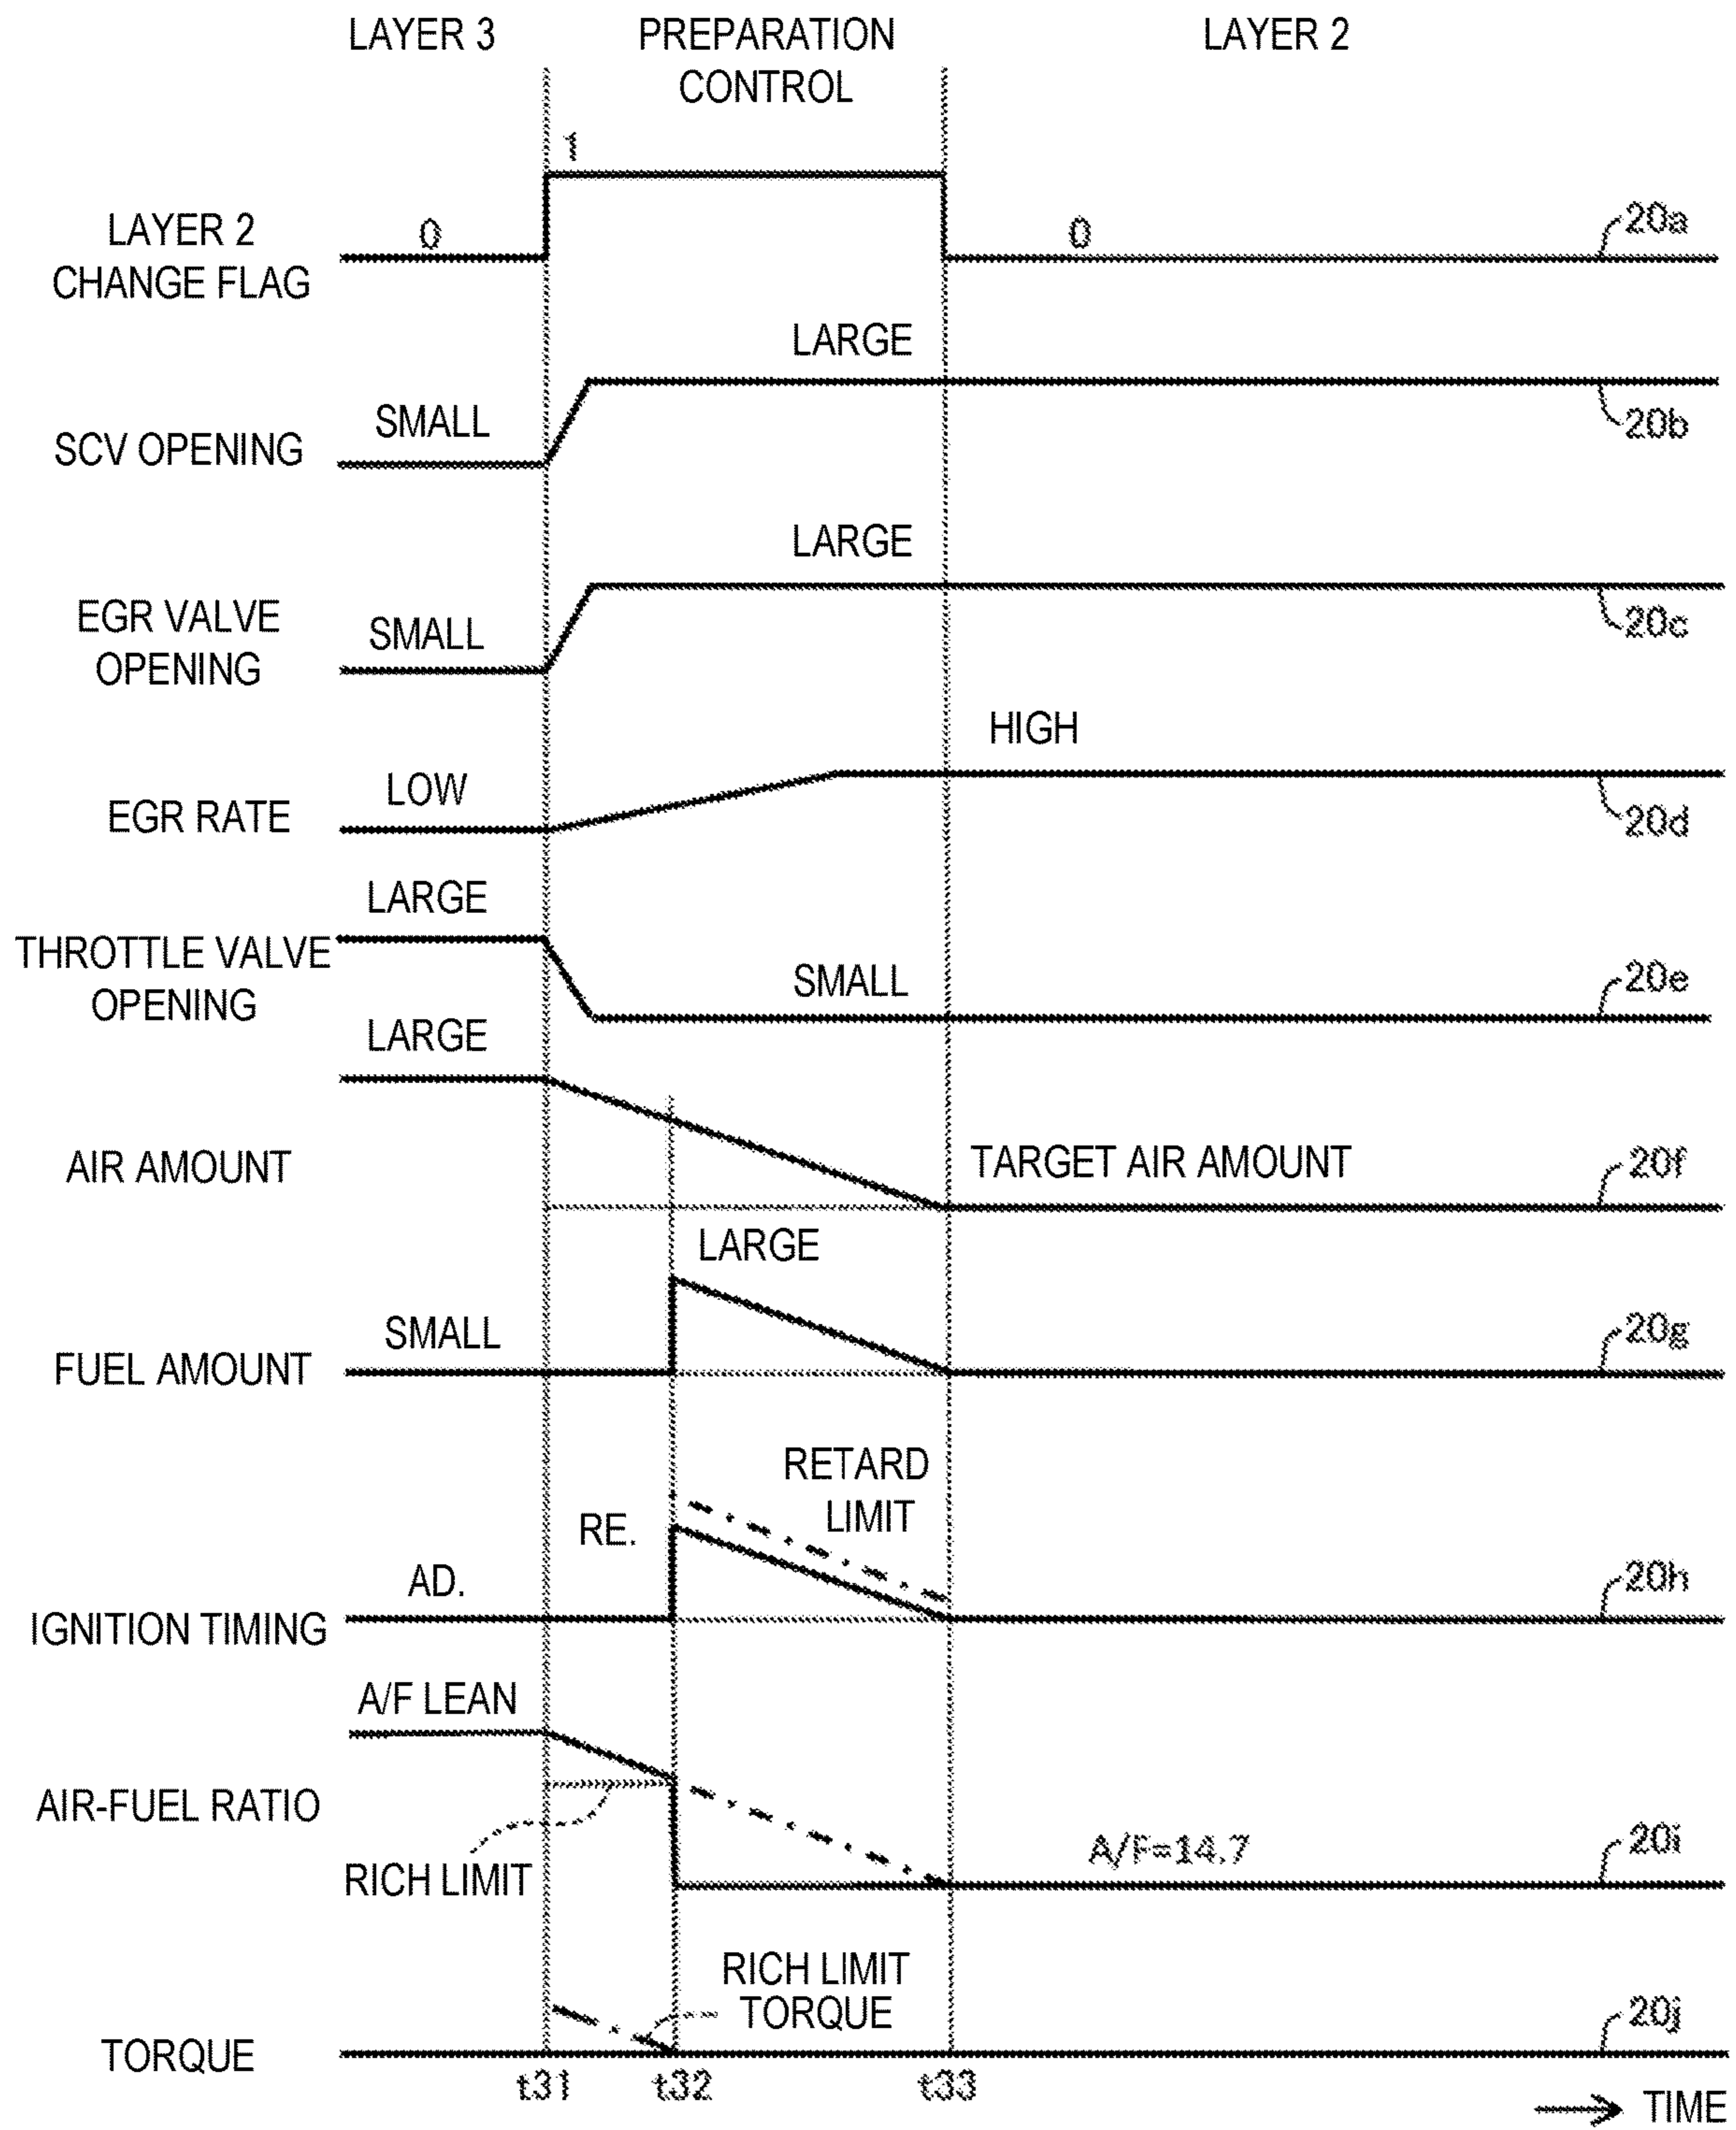 LAYER 3
PREPARATION
CONTROL
LAYER 2
1
LAYER 2
CHANGE FLAG
0
0
20a
LARGE
SMALL
SCV OPENING
20b
LARGE
EGR VALVE
OPENING
SMALL
20c
HIGH
LOW
EGR RATE
20d
LARGE
THROTTLE VALVE
OPENING
SMALL
20e
LARGE
AIR AMOUNT
TARGET AIR AMOUNT
20f
LARGE
SMALL
FUEL AMOUNT
20g
RETARD
LIMIT
RE.
AD.
IGNITION TIMING
20h
A/F LEAN
AIR-FUEL RATIO
RICH LIMIT
A/F=14.7
20i
RICH LIMIT
TORQUE
TORQUE
20j
t31
t32
t33
TIME